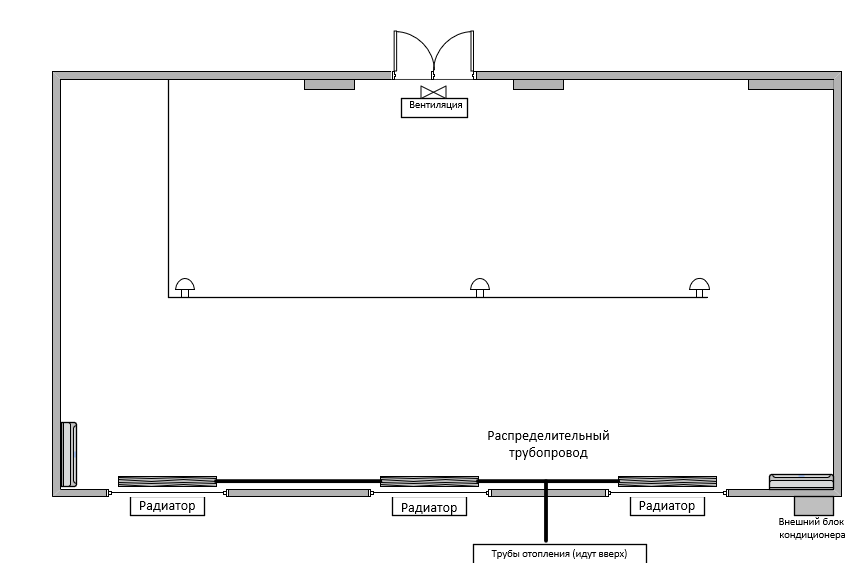 Вентиляция
Распределительный
трубопровод
Радиатор
Радиатор
Радиатор
Внешний блок
кондиционера
Трубы отопления (идут вверх)